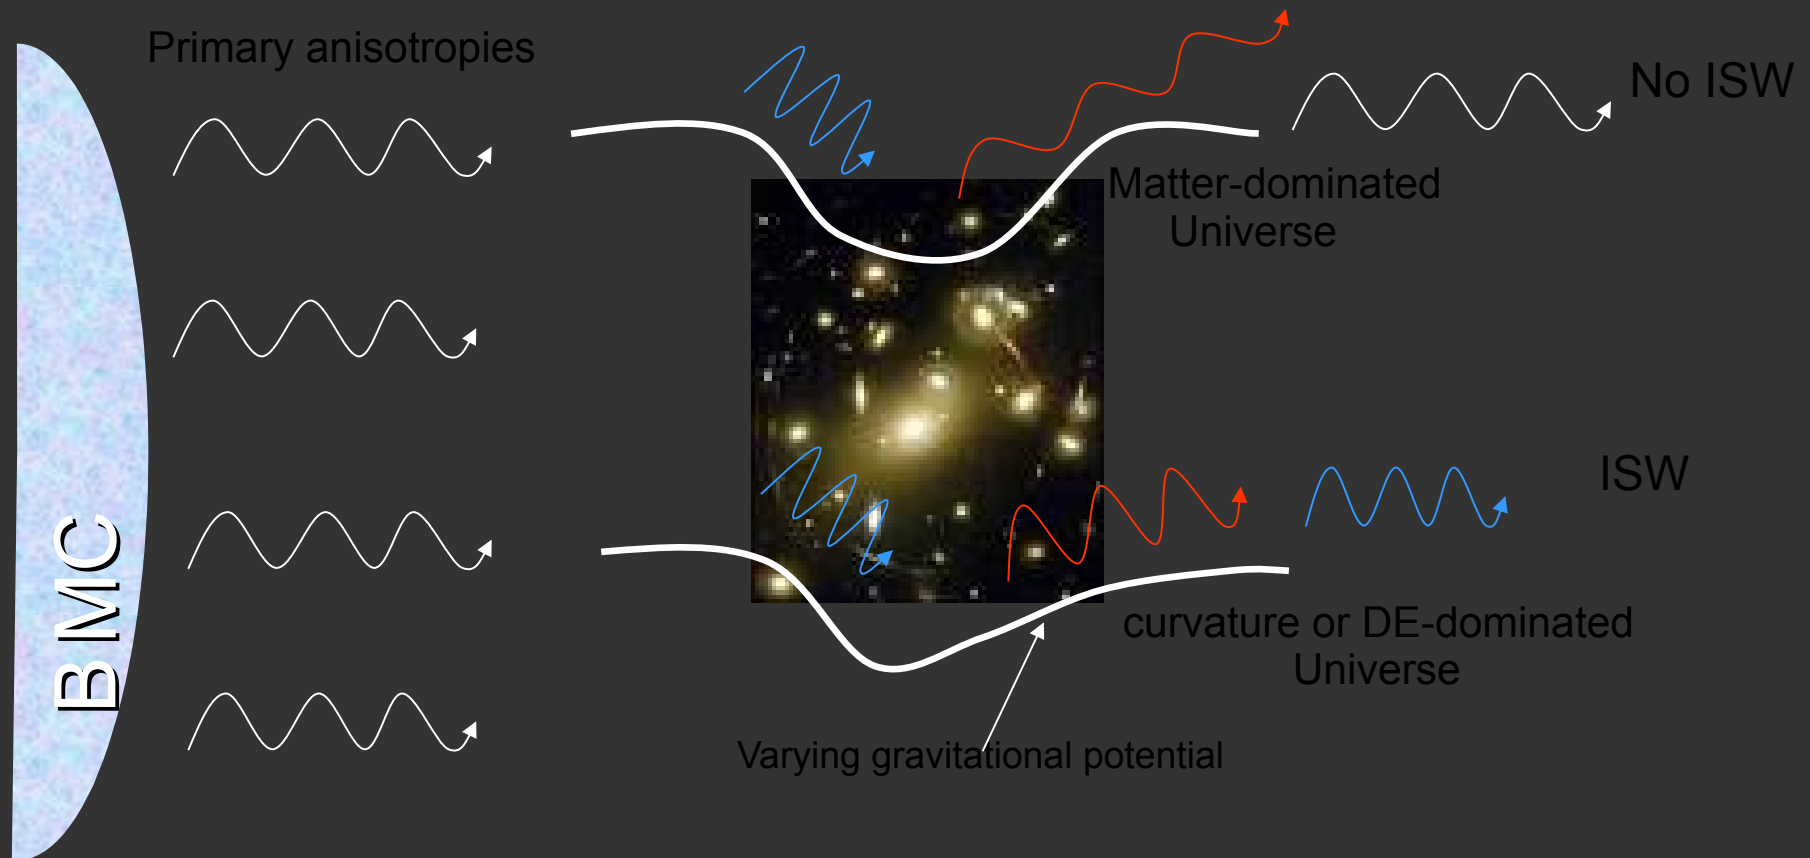 Primary anisotropies
No ISW
Matter-dominated
Universe
BMC
ISW
curvature or DE-dominated
Universe
Varying gravitational potential